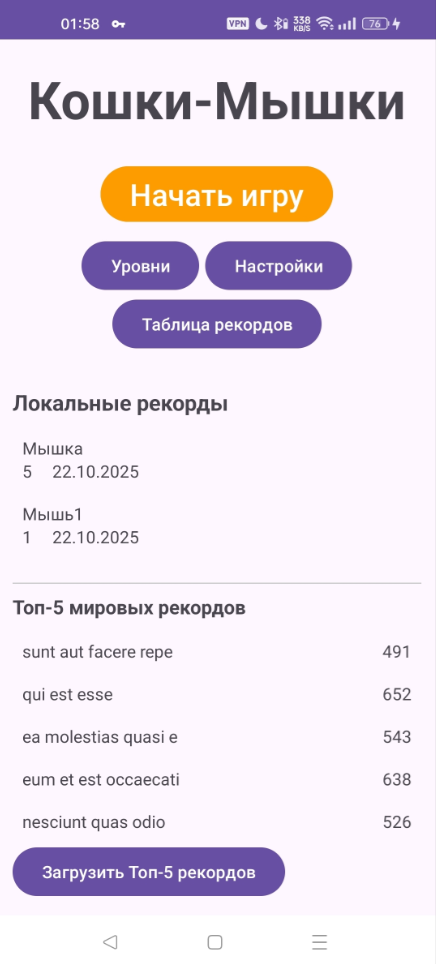 01:58 VPN 338 KB/S 76
Кошки-Мышки
Начать игру
Уровни Настройки
Таблица рекордов
Локальные рекорды
Мышка
5 22.10.2025
Мышь1
1 22.10.2025
Топ-5 мировых рекордов
sunt aut facere repe 491
qui est esse 652
ea molestias quasi e 543
eum et est occaecati 638
nesciunt quas odio 526
Загрузить Топ-5 рекордов